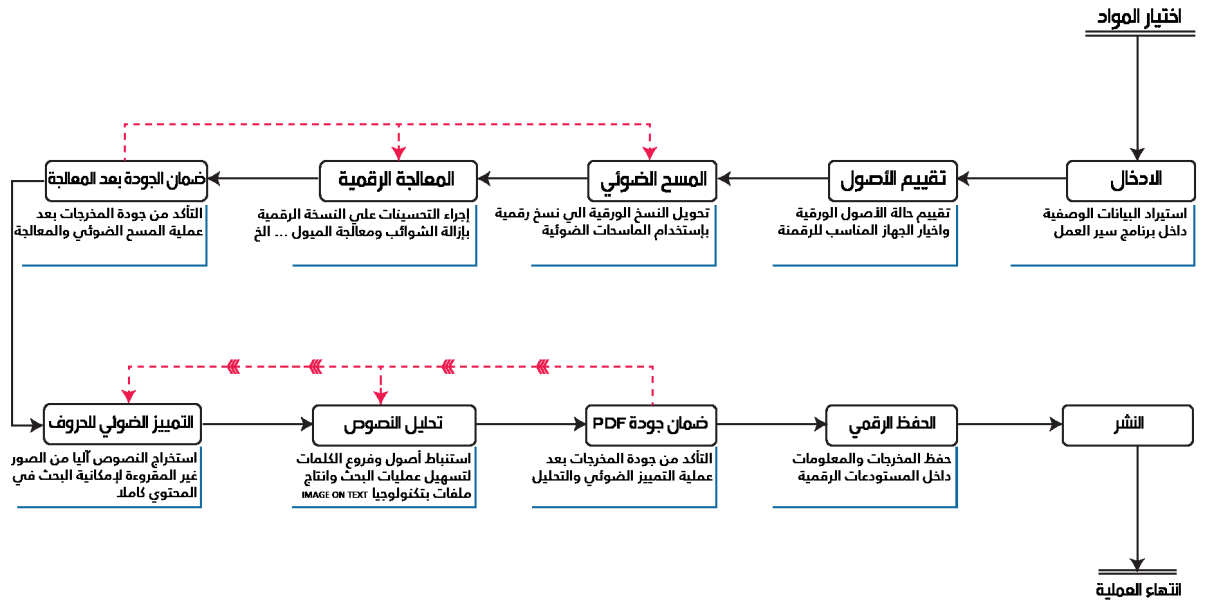 اختيار المواد
الادخال
استيراد البيانات الوصفية
داخل برنامج سير العمل
تقييم الأصول
تقييم حالة الأصول الورقية
واخيار الجهاز المناسب للرقمنة
المسح الضوئي
تحويل النسخ الورقية الي نسخ رقمية
بإستخدام الماسحات الضوئية
المعالجة الرقمية
إجراء التحسينات علي النسخة الرقمية
بإزالة الشوائب ومعالجة الميول ... الخ
ضمان الجودة بعد المعالجة
التأكد من جودة المخرجات بعد
عملية المسح الضوئي والمعالجة
التمييز الضوئي للحروف
استخراج النصوص آليا من الصور
غير المقروءة لإمكانية البحث في
المحتوي كاملا
تحليل النصوص
استنباط أصول وفروع الكلمات
لتسهيل عمليات البحث وانتاج
ملفات بتكنولوجيا IMAGE ON TEXT
ضمان جودة PDF
التأكد من جودة المخرجات بعد
عملية التمييز الضوئي والتحليل
الحفظ الرقمي
حفظ المخرجات والمعلومات
داخل المستودعات الرقمية
النشر
انتهاء العملية